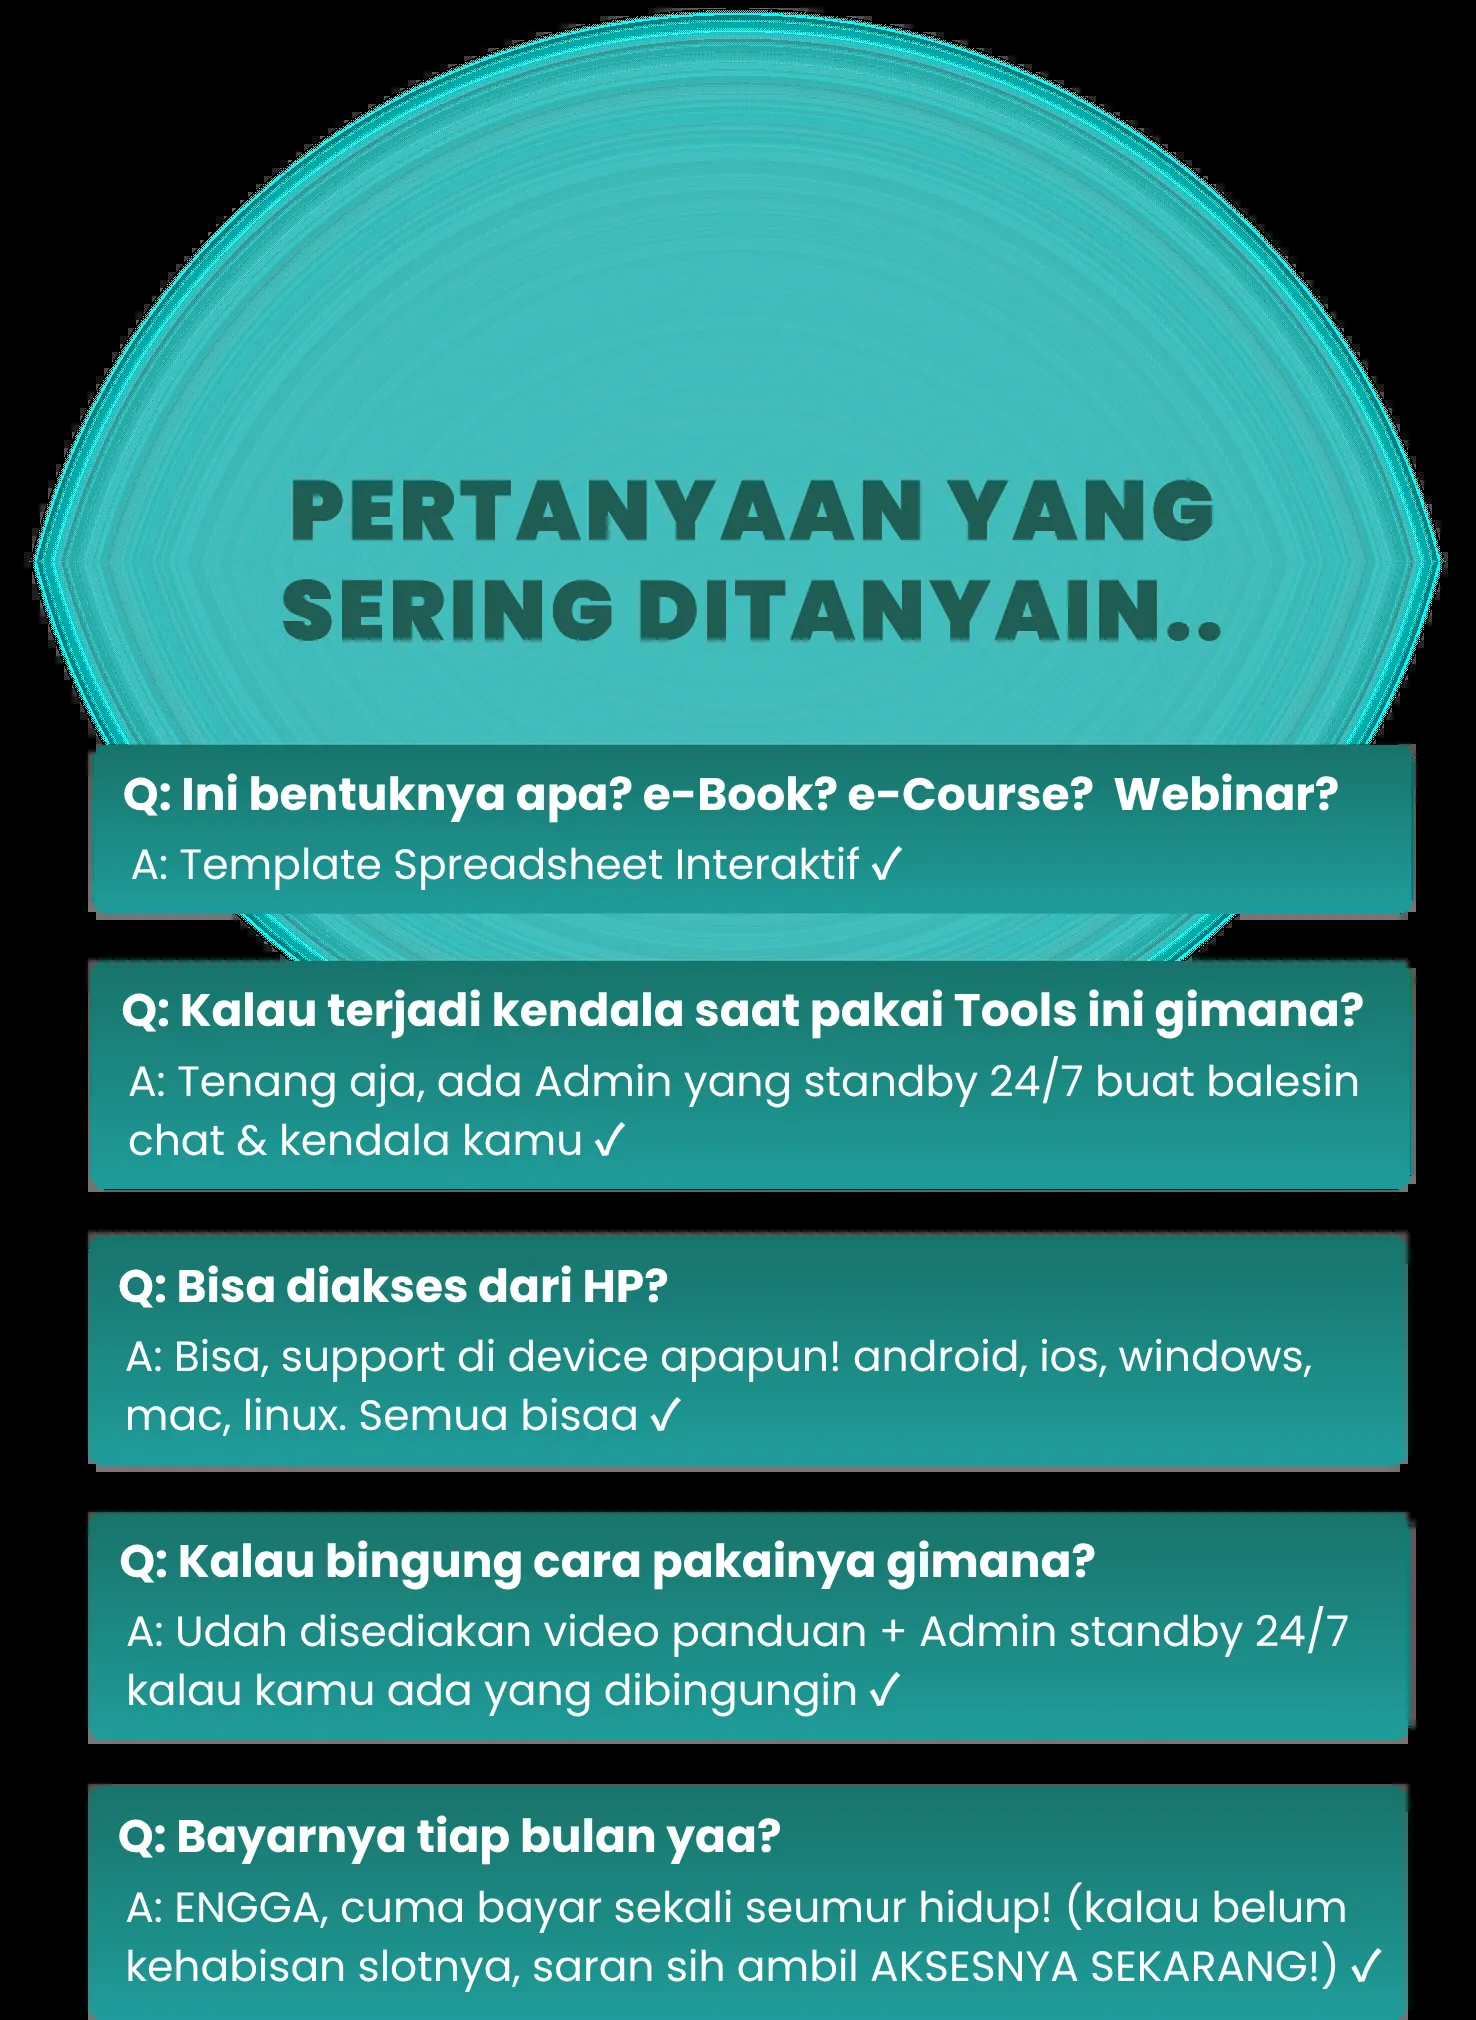 PERTANYAAN YANG
SERING DITANYAIN..
Q: Ini bentuknya apa? e-Book? e-Course?  Webinar?
A: Template Spreadsheet Interaktif ✓
Q: Kalau terjadi kendala saat pakai Tools ini gimana?
A: Tenang aja, ada Admin yang standby 24/7 buat balesin
chat & kendala kamu ✓
Q: Bisa diakses dari HP?
A: Bisa, support di device apapun! android, ios, windows,
mac, linux. Semua bisaa ✓
Q: Kalau bingung cara pakainya gimana?
A: Udah disediakan video panduan + Admin standby 24/7
kalau kamu ada yang dibingungin ✓
Q: Bayarnya tiap bulan yaa?
A: ENGGA, cuma bayar sekali seumur hidup! (kalau belum
kehabisan slotnya, saran sih ambil AKSESNYA SEKARANG!) ✓